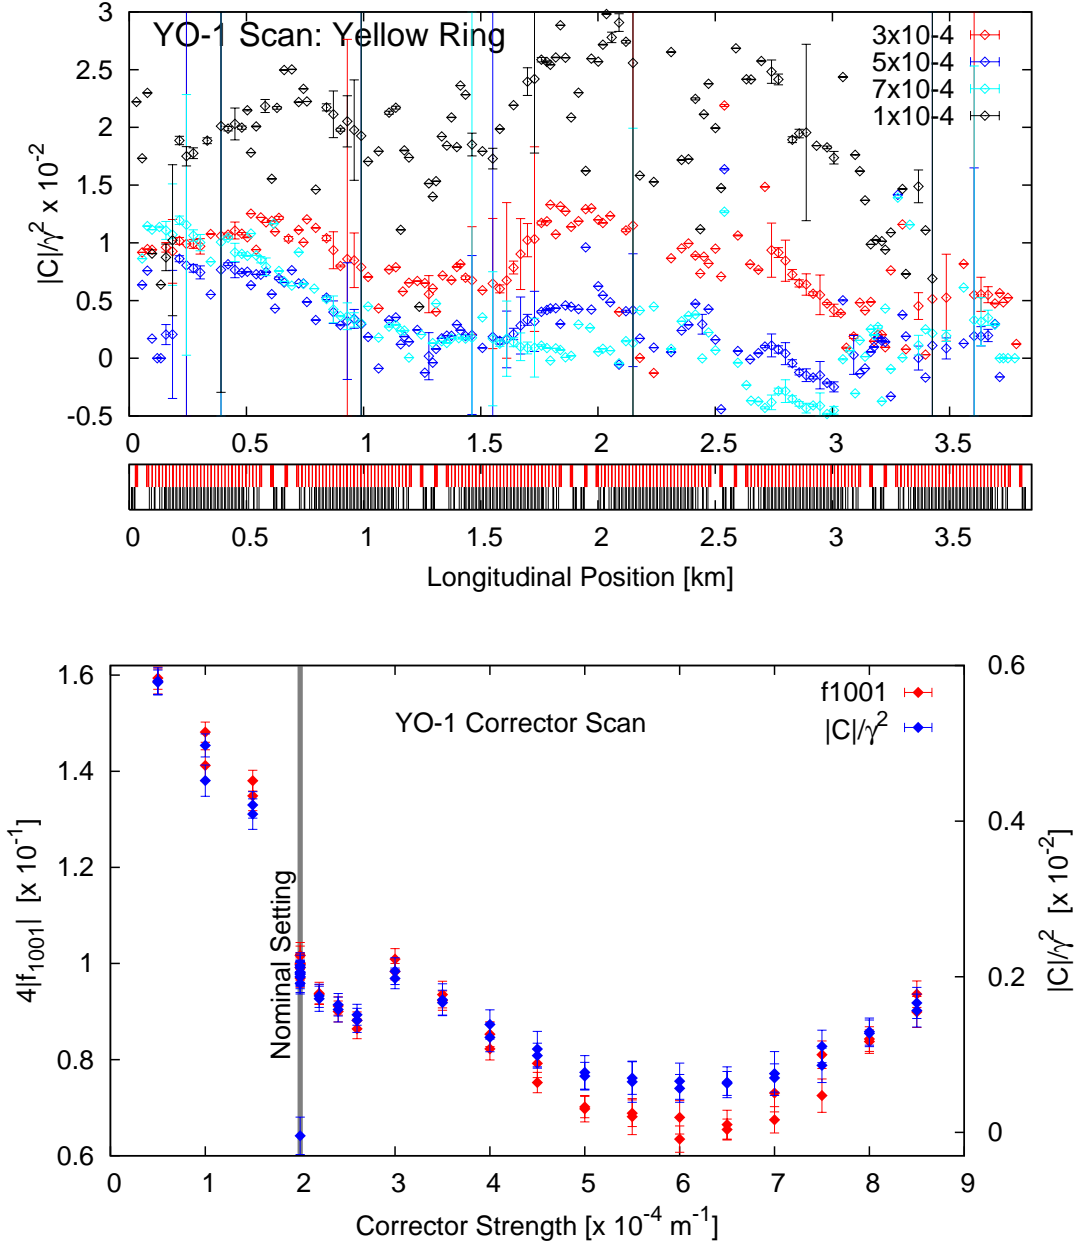 YO-1 Scan: Yellow Ring
3x10-4
5x10-4
7x10-4
1x10-4
|C|/γ² x 10⁻²
3
2.5
2
1.5
1
0.5
0
-0.5
0 0.5 1 1.5 2 2.5 3 3.5
0 0.5 1 1.5 2 2.5 3 3.5
Longitudinal Position [km]
YO-1 Corrector Scan
f1001
|C|/γ²
4|f₁₀₀₁| [x 10⁻¹]
1.6
1.4
1.2
1
0.8
0.6
Nominal Setting
0.6
0.4
0.2
0
|C|/γ² [x 10⁻²]
0 1 2 3 4 5 6 7 8 9
Corrector Strength [x 10⁻⁴ m⁻¹]